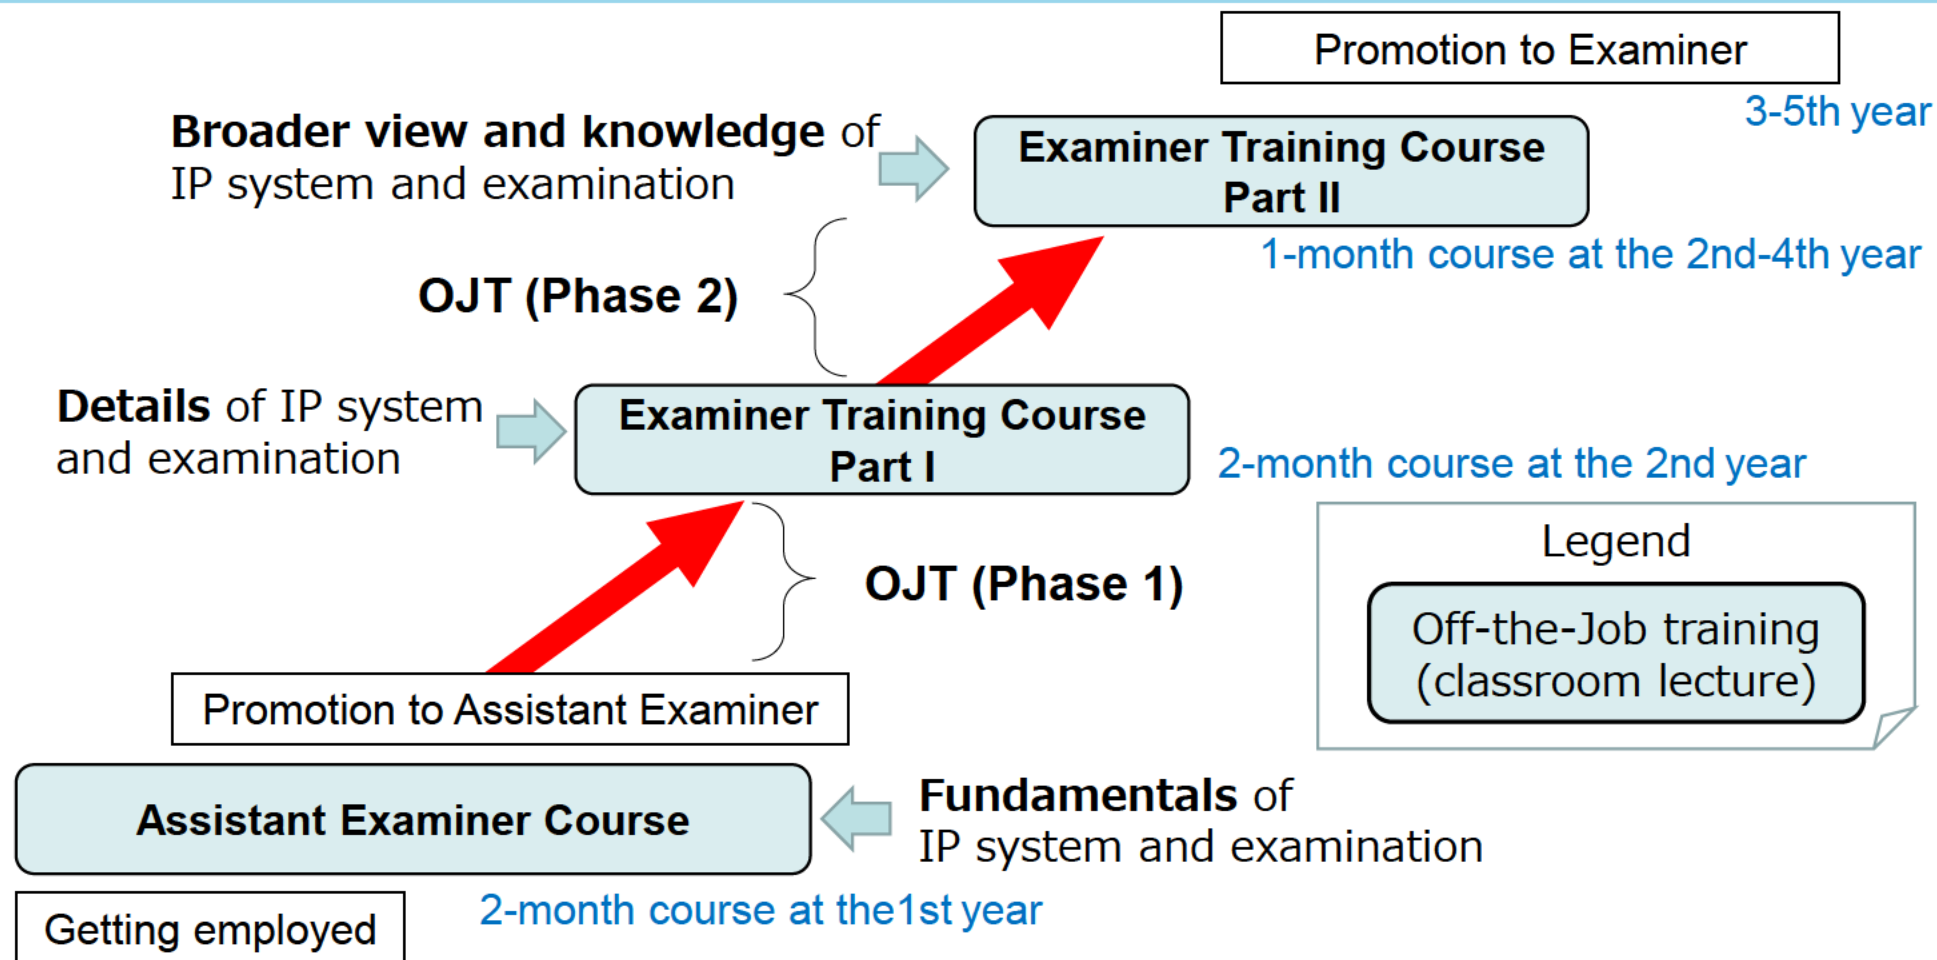 Promotion to Examiner
3-5th year
Broader view and knowledge of
IP system and examination
Examiner Training Course
Part II
1-month course at the 2nd-4th year
OJT (Phase 2)
Details of IP system
and examination
Examiner Training Course
Part I
2-month course at the 2nd year
OJT (Phase 1)
Legend
Off-the-Job training
(classroom lecture)
Promotion to Assistant Examiner
Assistant Examiner Course
Fundamentals of
IP system and examination
2-month course at the1st year
Getting employed